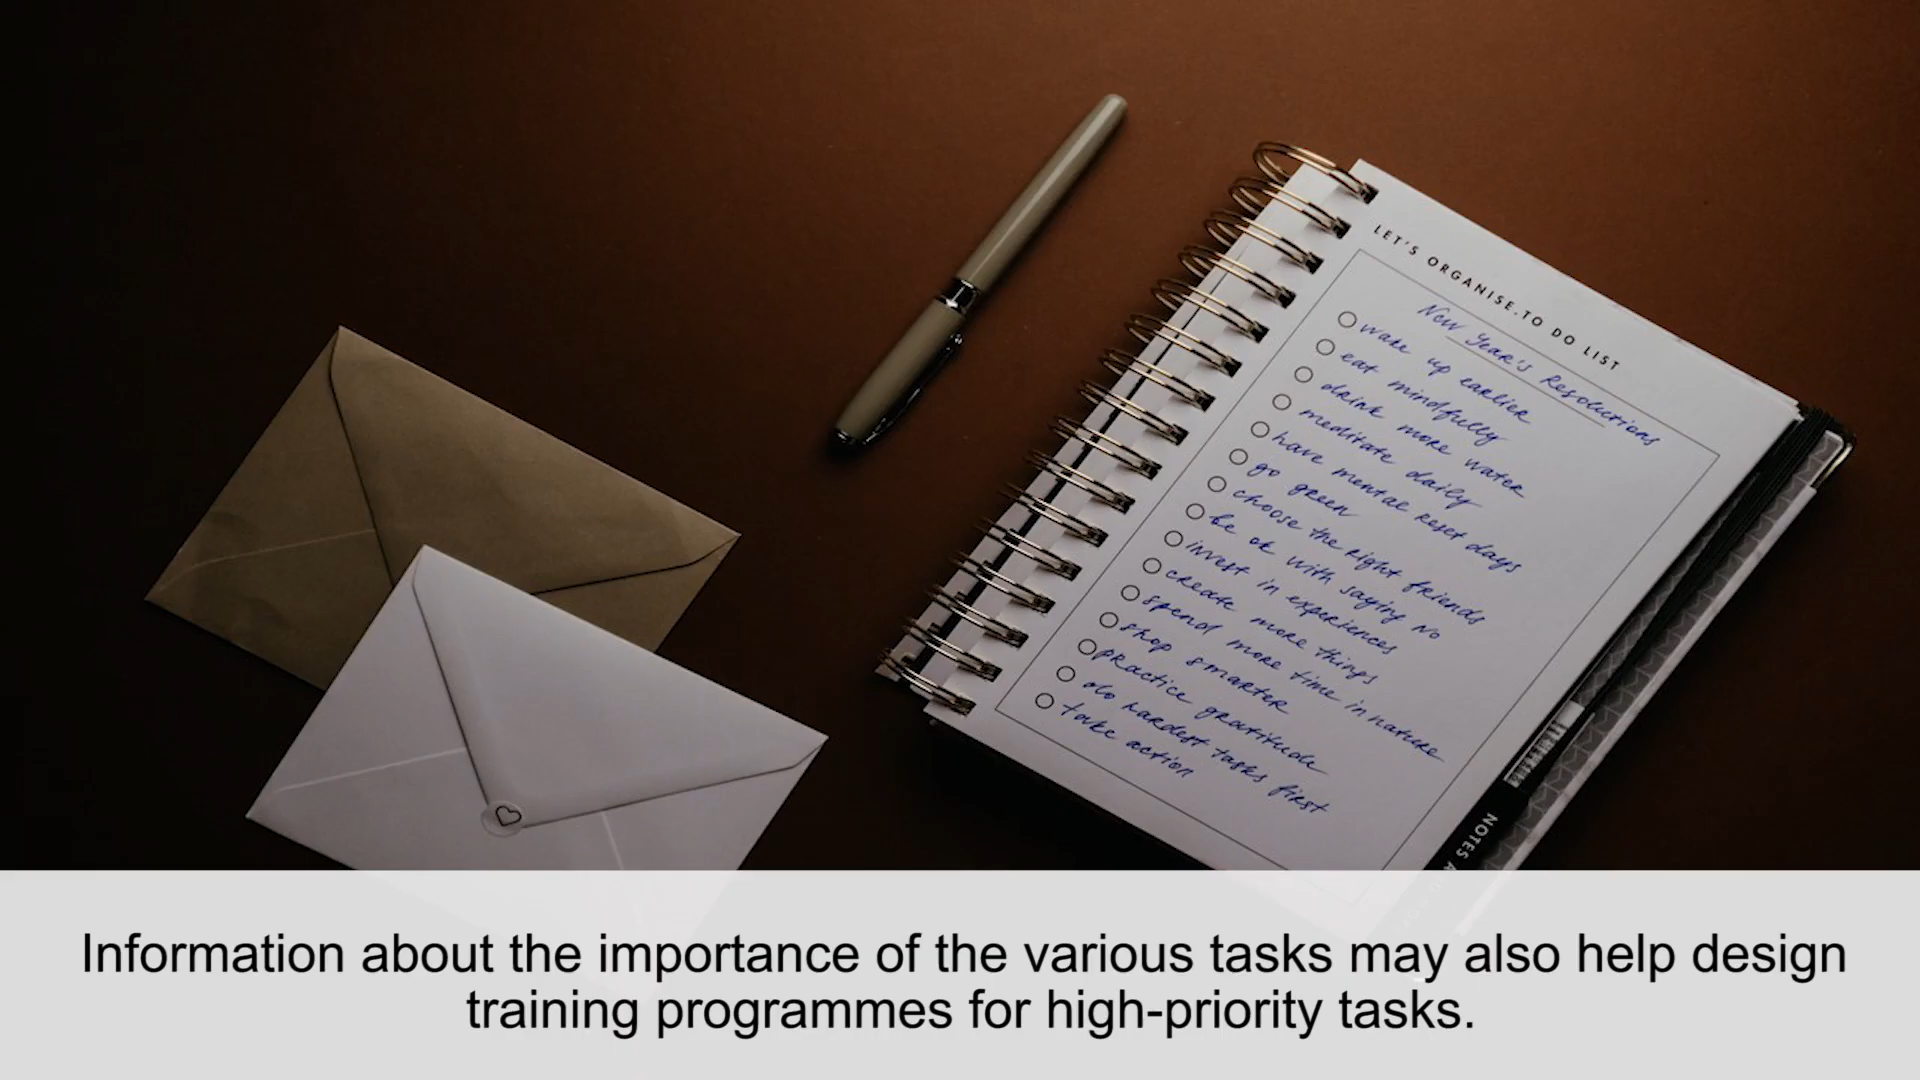 LET'S ORGANISE. TO DO LIST
New Year's Resolutions
wake up earlier
eat mindfully
drink more water
meditate daily
have mental reset days
go green
choose the right friends
be ok with saying no
invest in experiences
create more things
spend more time in nature
shop smarter
practice gratitude
do hardest tasks first
take action
NOTES
Information about the importance of the various tasks may also help design
training programmes for high-priority tasks.